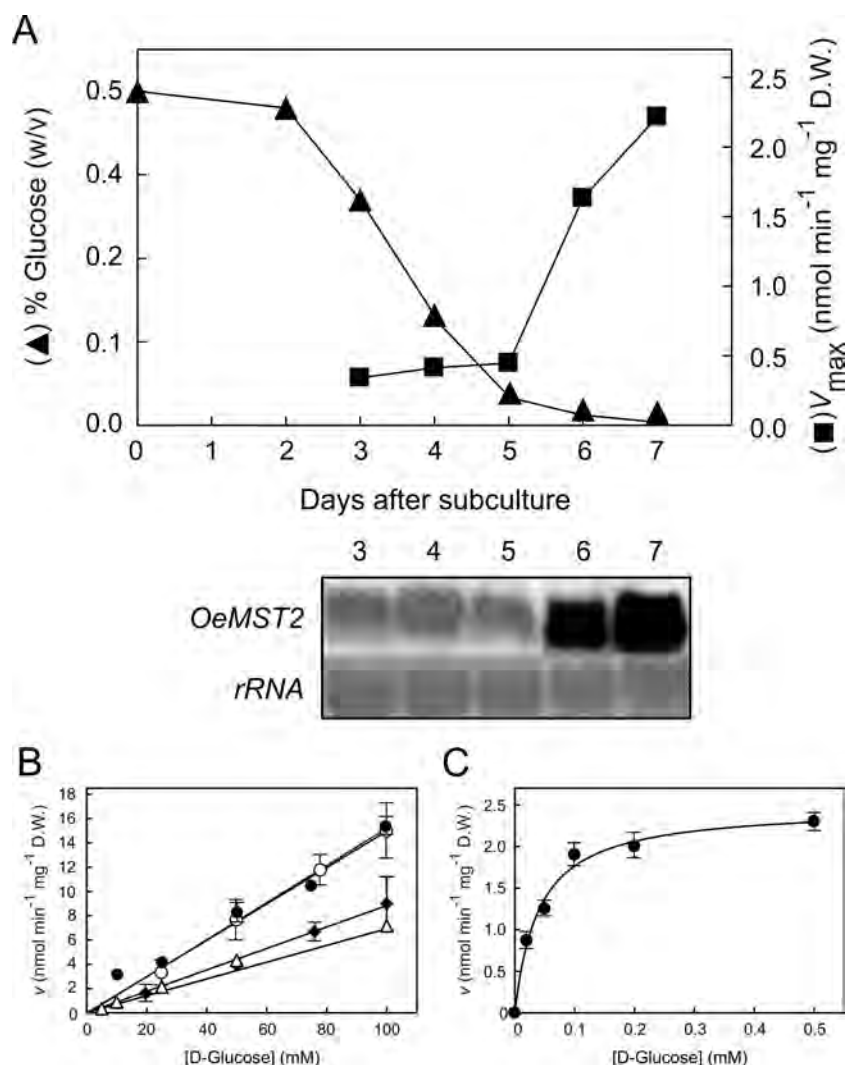 A
(▲) % Glucose (w/v)
0.5
0.4
0.2
0.1
0.0
2.5
2.0
1.5
1.0
0.5
0.0
(■)Vmax (nmol min⁻¹ mg⁻¹ D.W.)
0 1 2 3 4 5 6 7
Days after subculture
3 4 5 6 7
OeMST2
rRNA
B
v (nmol min⁻¹ mg⁻¹ D.W.)
18
16
14
12
10
8
6
4
2
0
0 20 40 60 80 100
[D-Glucose] (mM)
C
v (nmol min⁻¹ mg⁻¹ D.W.)
2.5
2.0
1.5
1.0
0.5
0.0
0 0.1 0.2 0.3 0.4 0.5
[D-Glucose] (mM)